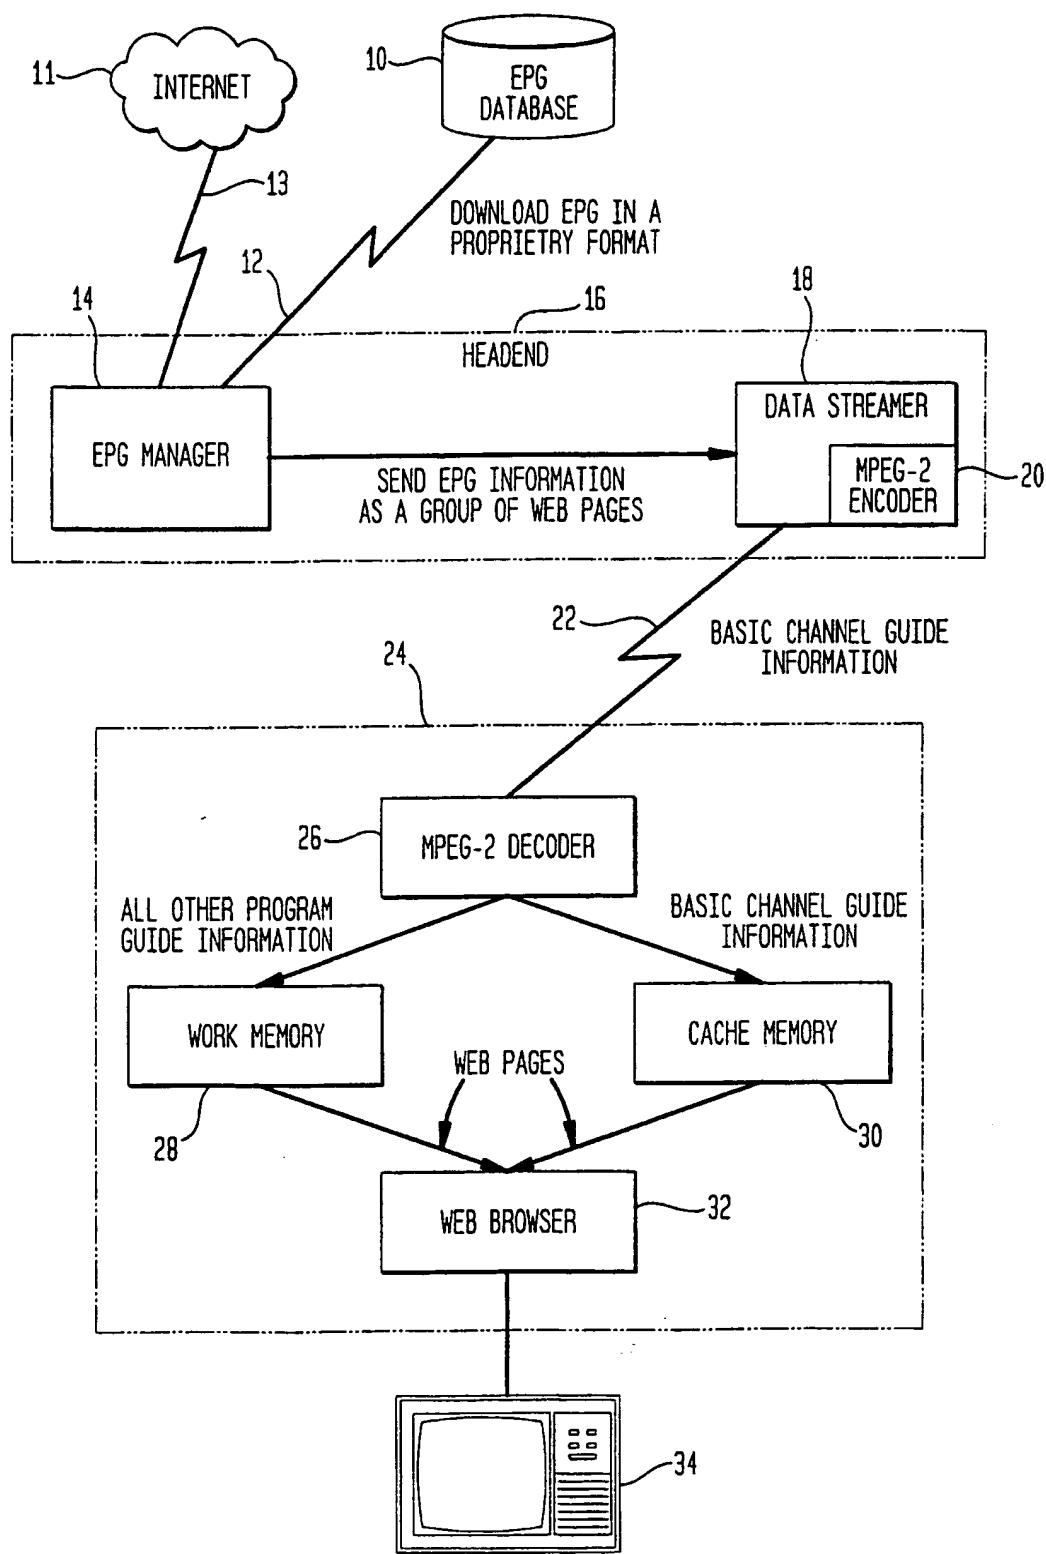 11
INTERNET
10
EPG
DATABASE
13
DOWNLOAD EPG IN A
PROPRIETRY FORMAT
12
14
16
18
HEADEND
EPG MANAGER
DATA STREAMER
SEND EPG INFORMATION
AS A GROUP OF WEB PAGES
MPEG-2
ENCODER
20
22
BASIC CHANNEL GUIDE
INFORMATION
24
26
MPEG-2 DECODER
ALL OTHER PROGRAM
GUIDE INFORMATION
BASIC CHANNEL GUIDE
INFORMATION
WORK MEMORY
CACHE MEMORY
WEB PAGES
28
30
WEB BROWSER
32
34